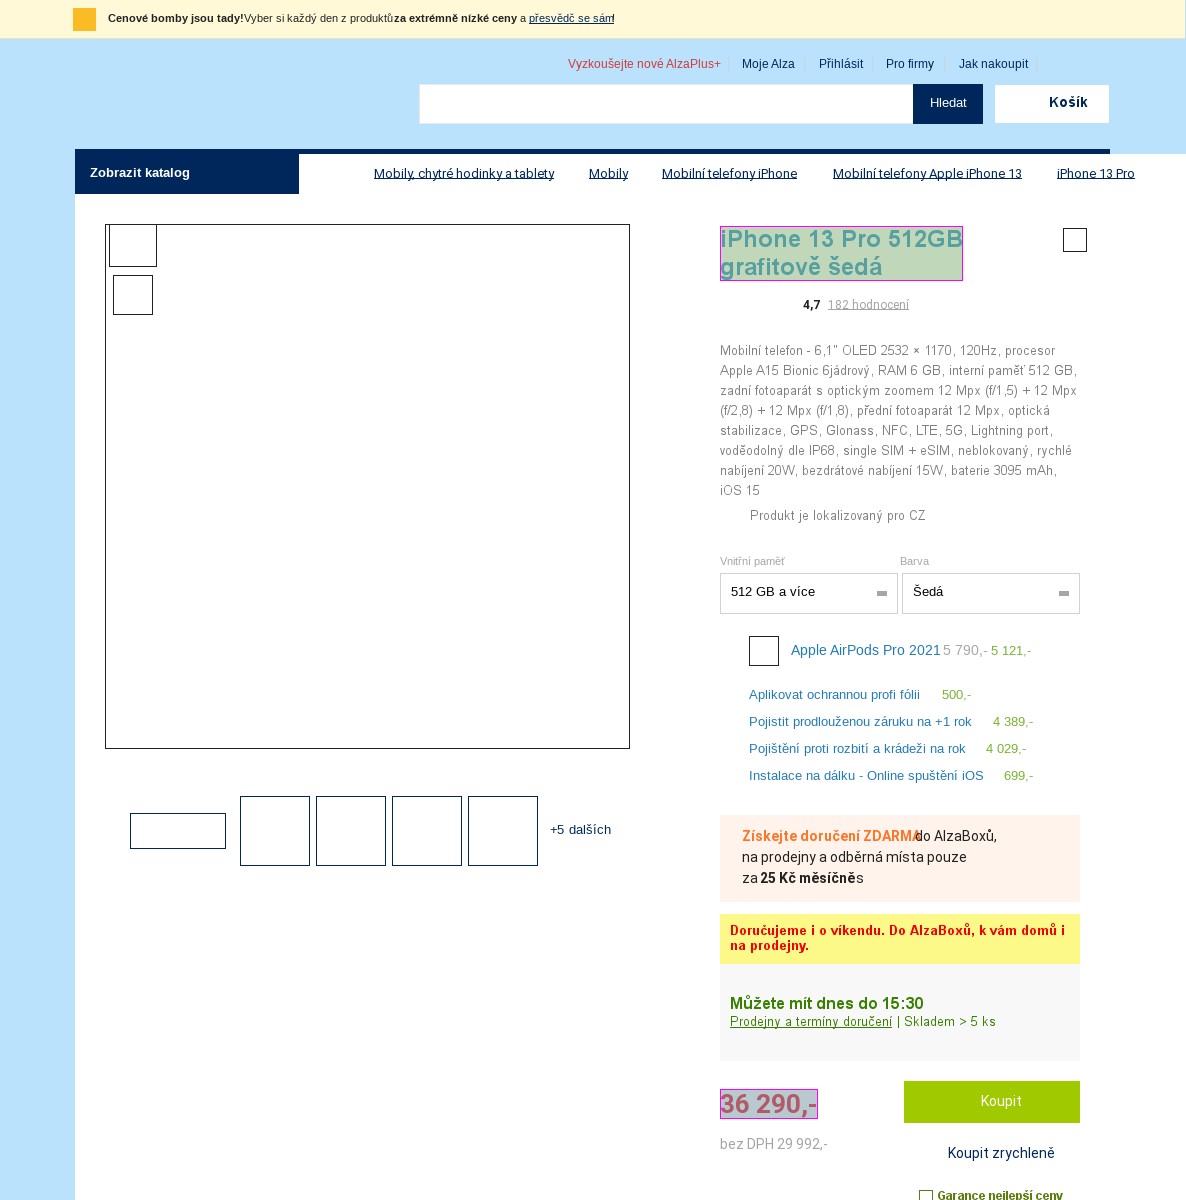 Cenové bomby jsou tady!Vyber si každý den z produktů za extrémně nízké ceny a přesvědč se sám!
Vyzkoušejte nové AlzaPlus+ Moje Alza Přihlásit Pro firmy Jak nakoupit
Hledat Košík
Zobrazit katalog Mobily, chytré hodinky a tablety Mobily Mobilní telefony iPhone Mobilní telefony Apple iPhone 13 iPhone 13 Pro
iPhone 13 Pro 512GB
grafitově šedá
4,7 182 hodnocení
Mobilní telefon - 6,1" OLED 2532 × 1170, 120Hz, procesor
Apple A15 Bionic 6jádrový, RAM 6 GB, interní paměť 512 GB,
zadní fotoaparát s optickým zoomem 12 Mpx (f/1,5) + 12 Mpx
(f/2,8) + 12 Mpx (f/1,8), přední fotoaparát 12 Mpx, optická
stabilizace, GPS, Glonass, NFC, LTE, 5G, Lightning port,
voděodolný dle IP68, single SIM + eSIM, neblokovaný, rychlé
nabíjení 20W, bezdrátové nabíjení 15W, baterie 3095 mAh,
iOS 15
Produkt je lokalizovaný pro CZ
Vnitřní paměť Barva
512 GB a více Šedá
Apple AirPods Pro 2021 5 790,- 5 121,-
Aplikovat ochrannou profi fólii 500,-
Pojistit prodlouženou záruku na +1 rok 4 389,-
Pojištění proti rozbití a krádeži na rok 4 029,-
Instalace na dálku - Online spuštění iOS 699,-
+5 dalších
Získejte doručení ZDARMA do AlzaBoxů,
na prodejny a odběrná místa pouze
za 25 Kč měsíčně s
Doručujeme i o víkendu. Do AlzaBoxů, k vám domů i
na prodejny.
Můžete mít dnes do 15:30
Prodejny a termíny doručení | Skladem > 5 ks
36 290,- Koupit
bez DPH 29 992,- Koupit zrychleně
Garance nejlepší ceny